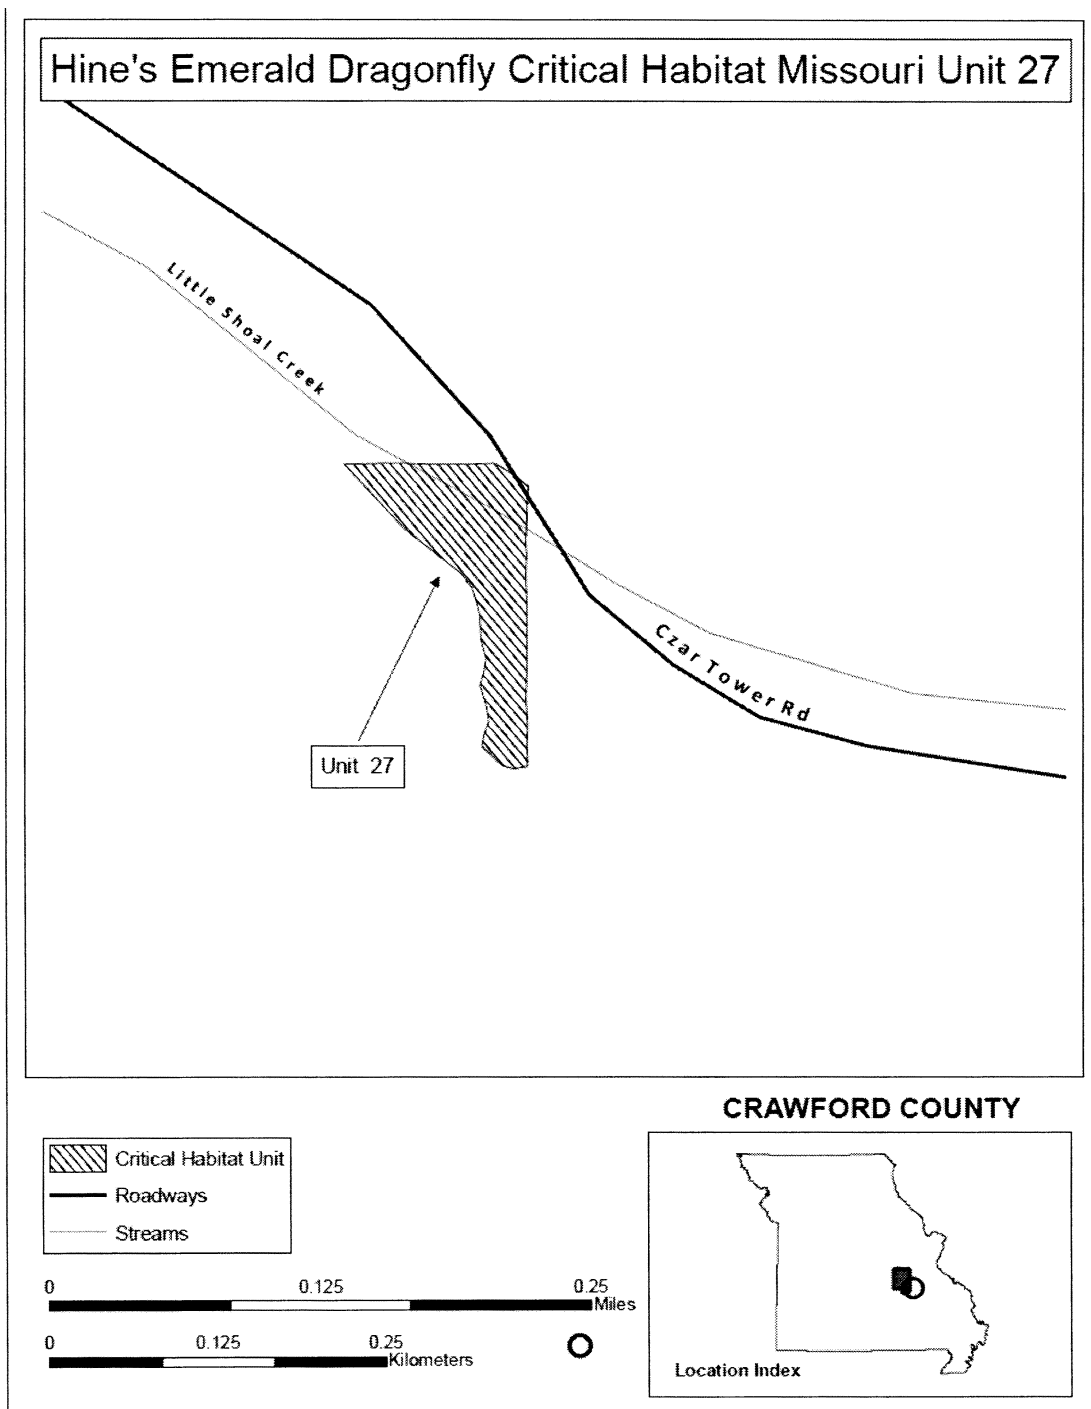 Hine's Emerald Dragonfly Critical Habitat Missouri Unit 27
Little Shoal Creek
Czar Tower Rd
Unit 27
CRAWFORD COUNTY
Critical Habitat Unit
Roadways
Streams
0 0.125 0.25
Miles
0 0.125 0.25
Kilometers
Location Index